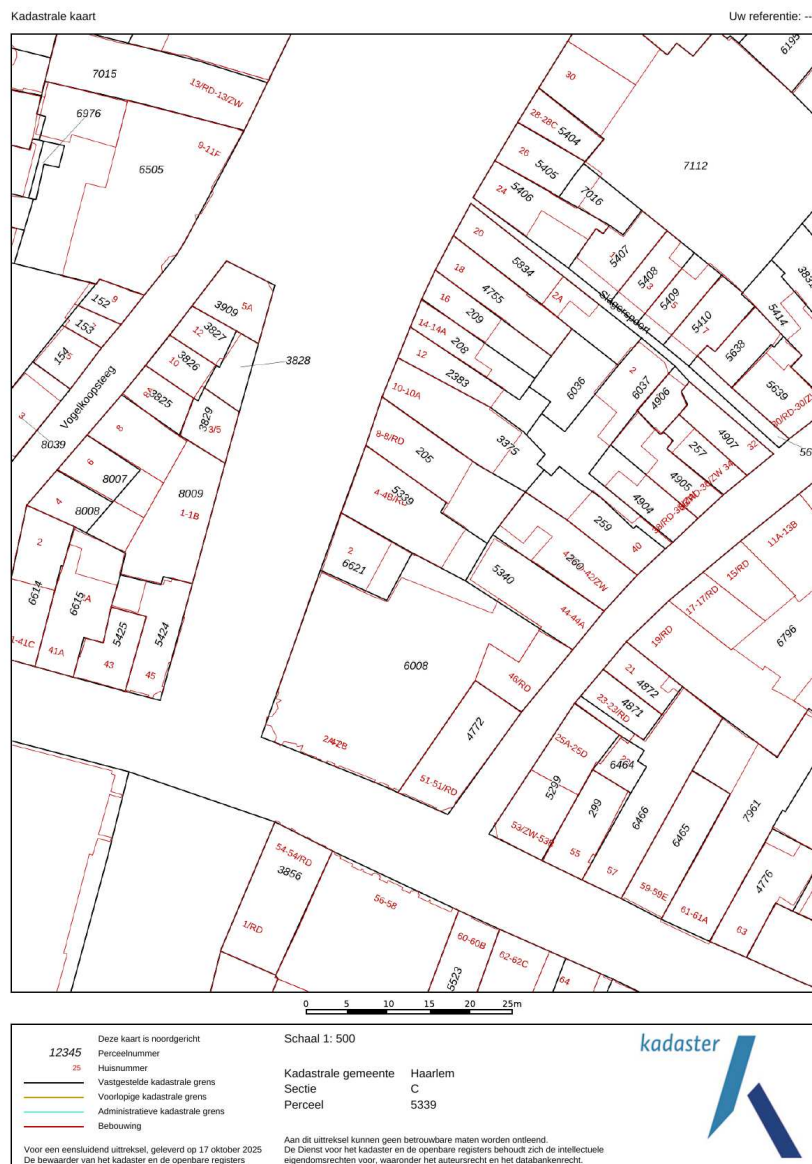 Kadastrale kaart
Uw referentie: --
6195
7015
13/RD-13/ZW
30
6976
28-28C
5404
9-11F
26
5405
7112
6505
24
5406
7016
20
5407
18
5834
5408
3
152
9
5A
3909
16
4755
2A
5409
5
153
12
3827
209
Slagerspoort
5410
7
5414
14-14A
208
154
5
10
3826
3828
12
2383
5638
3825
10-10A
6036
2
6037
4906
5639
Vogelkoopsteeg
3829
3/5
3
8
8-8/RD
205
3375
257
4907
32
8039
6
8007
8009
4-4B/RD
5339
4905
4
8008
1-1B
259
4904
40
2
2
6621
4260
5340
11A-13B
15/RD
6614
6615
5425
5424
44-44A
17-17/RD
19/RD
6796
41A
43
45
6008
46/RD
21
4872
4871
23-23/RD
4772
25A-25D
6464
51-51/RD
5299
299
6466
6465
7961
53/ZW-53B
55
57
59-59E
61-61A
4776
63
54-54/RD
3856
56-58
1/RD
60-60B
62-62C
5523
64
0 5 10 15 20 25m
Deze kaart is noordgericht
12345 Perceelnummer
25 Huisnummer
Vastgestelde kadastrale grens
Voorlopige kadastrale grens
Administratieve kadastrale grens
Bebouwing
Voor een eensluidend uittreksel, geleverd op 17 oktober 2025
De bewaarder van het kadaster en de openbare registers
Schaal 1: 500
Kadastrale gemeente Haarlem
Sectie C
Perceel 5339
Aan dit uittreksel kunnen geen betrouwbare maten worden ontleend.
De Dienst voor het kadaster en de openbare registers behoudt zich de intellectuele
eigendomsrechten voor, waaronder het auteursrecht en het databankenrecht.
kadaster